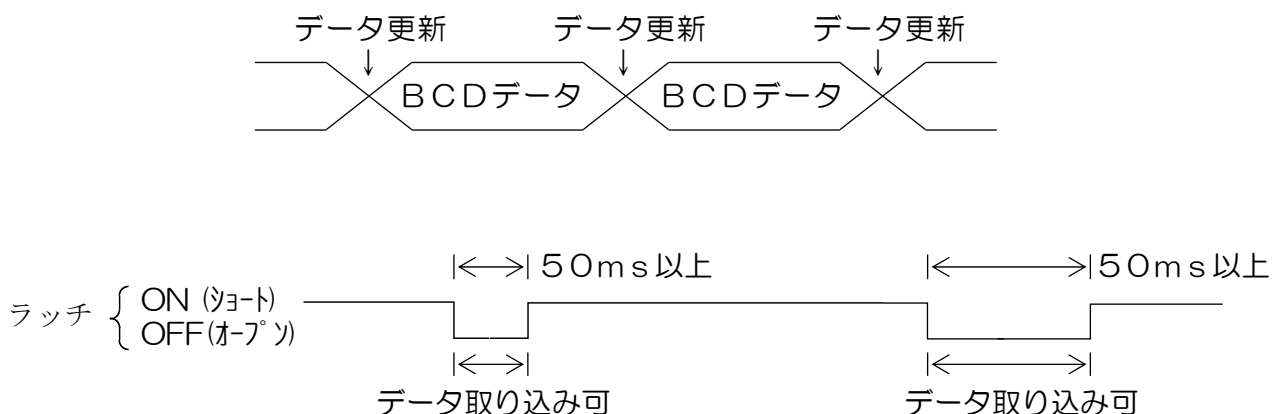 データ更新 データ更新 データ更新
BCDデータ BCDデータ
50ms以上 50ms以上
ラッチ ON (ショート)
OFF(オープン)
データ取り込み可 データ取り込み可